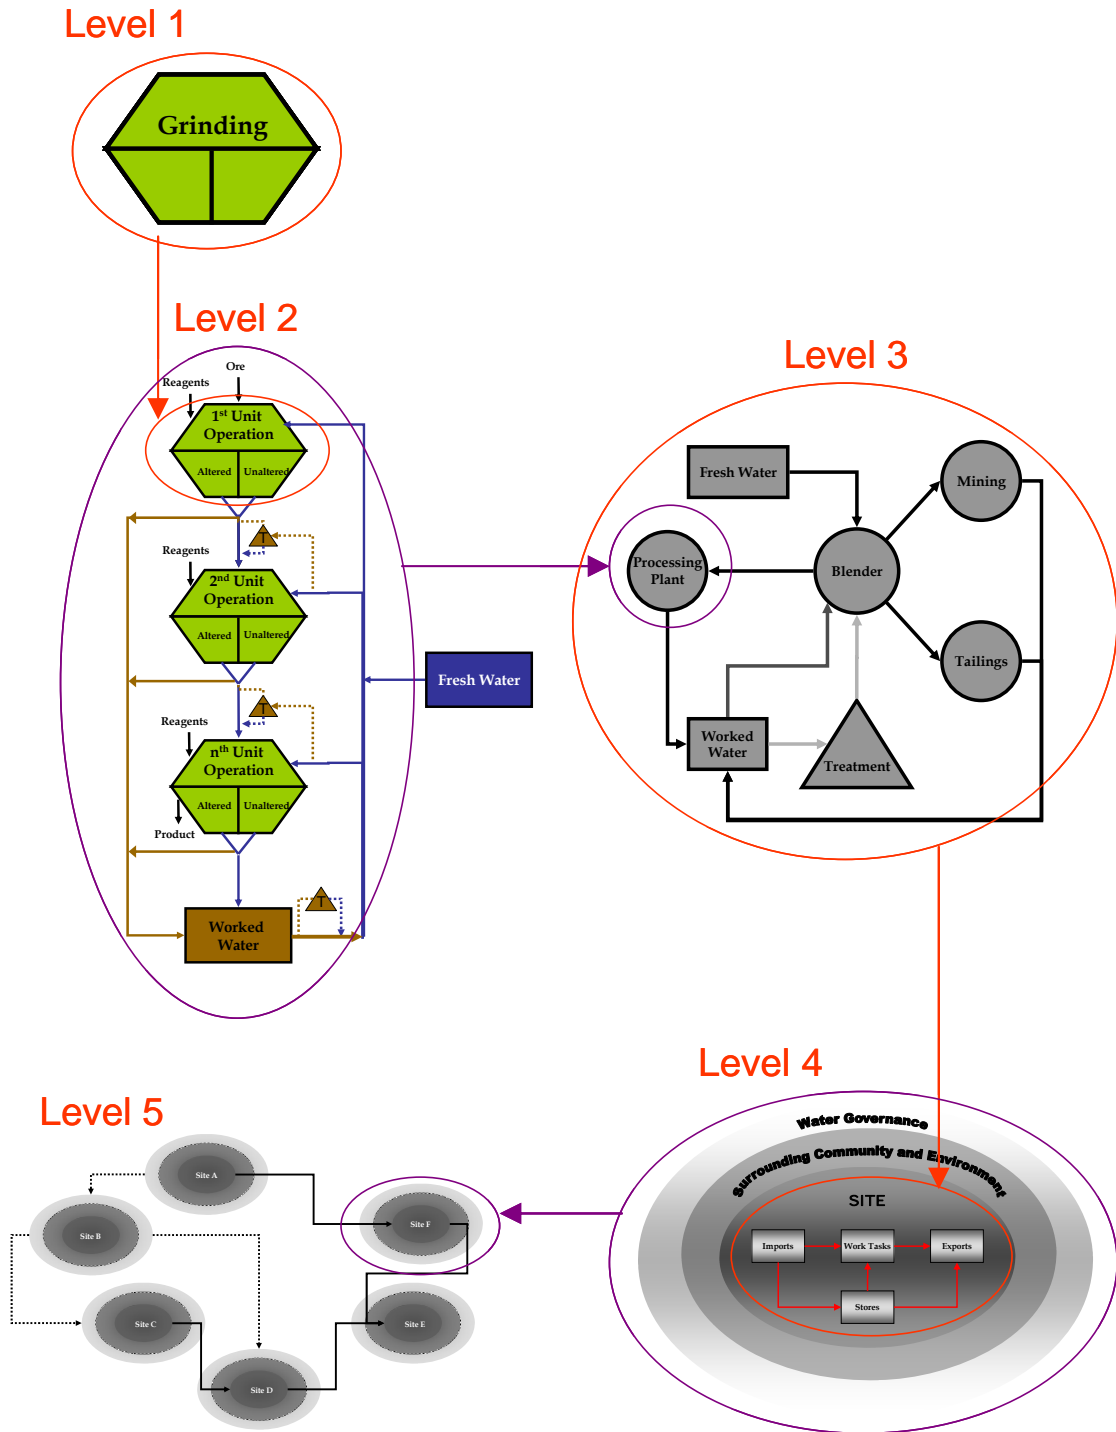 Level 1
Grinding
Level 2
Ore
Reagents
1st Unit
Operation
Altered
Unaltered
T
Reagents
2nd Unit
Operation
Altered
Unaltered
Fresh Water
T
Reagents
nth Unit
Operation
Altered
Unaltered
Product
T
Worked
Water
Level 3
Fresh Water
Mining
Processing
Plant
Blender
Tailings
Worked
Water
Treatment
Level 4
Water Governance
Surrounding Community and Environment
SITE
Imports
Work Tasks
Exports
Stores
Level 5
Site A
Site B
Site F
Site C
Site E
Site D